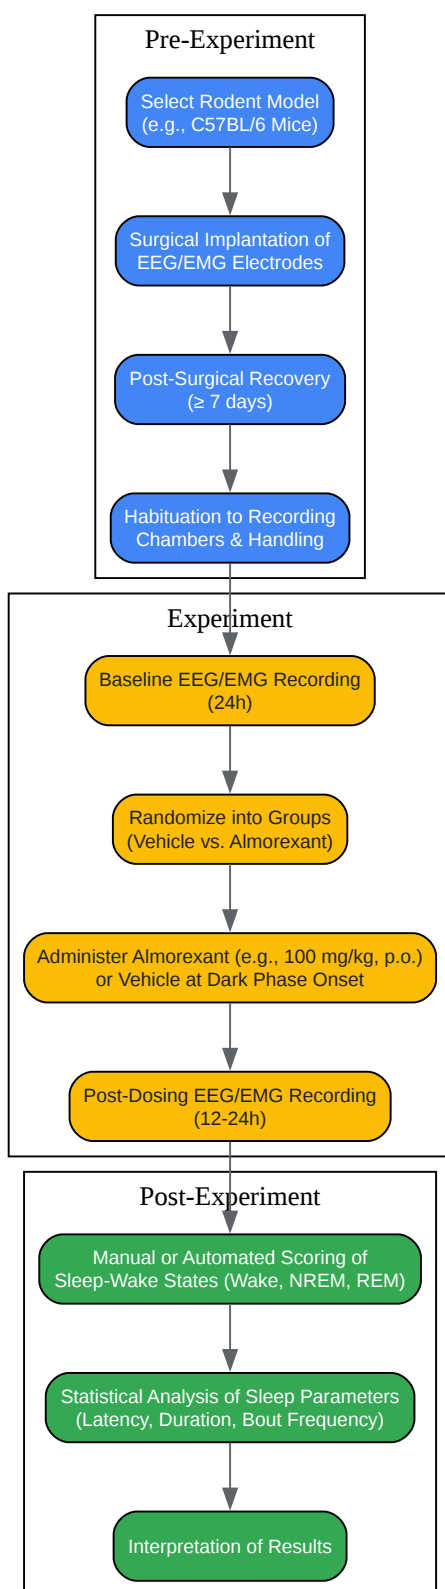 Pre-Experiment
Select Rodent Model
(e.g., C57BL/6 Mice)
Surgical Implantation of
EEG/EMG Electrodes
Post-Surgical Recovery
(≥ 7 days)
Habituation to Recording
Chambers & Handling
Experiment
Baseline EEG/EMG Recording
(24h)
Randomize into Groups
(Vehicle vs. Almorexant)
Administer Almorexant (e.g., 100 mg/kg, p.o.)
or Vehicle at Dark Phase Onset
Post-Dosing EEG/EMG Recording
(12-24h)
Post-Experiment
Manual or Automated Scoring of
Sleep-Wake States (Wake, NREM, REM)
Statistical Analysis of Sleep Parameters
(Latency, Duration, Bout Frequency)
Interpretation of Results